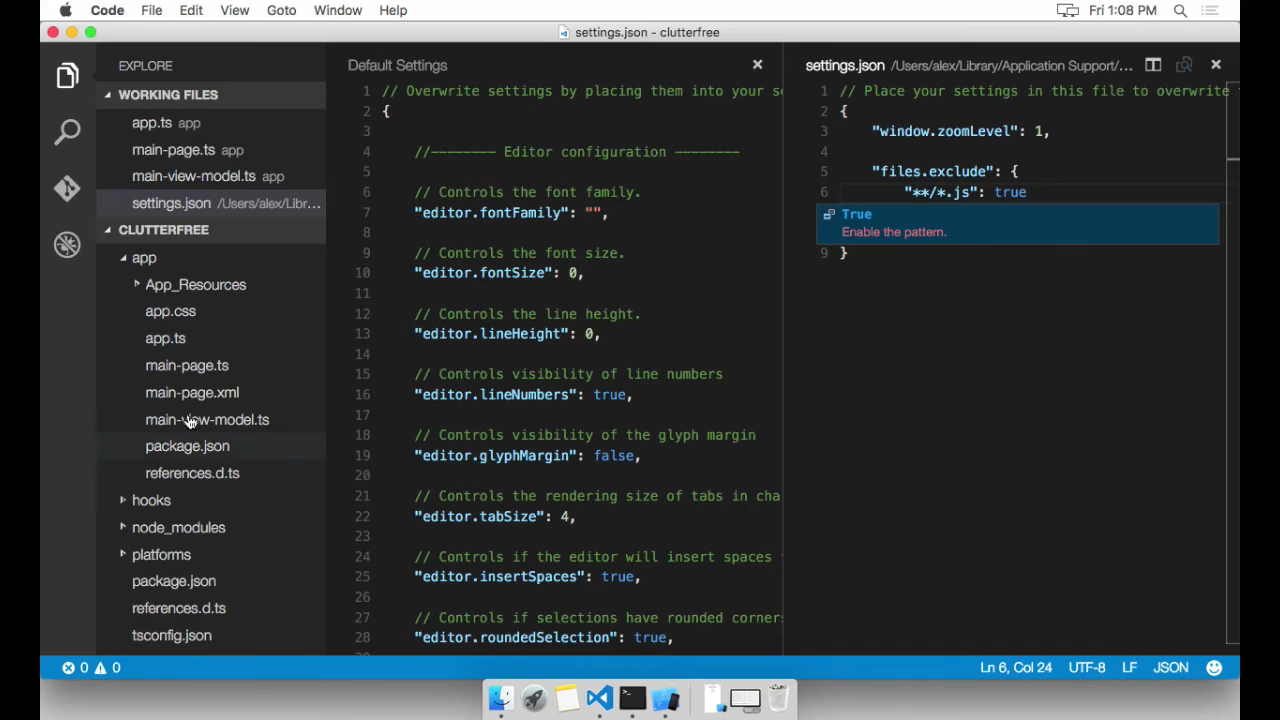 Code File Edit View Goto Window Help Fri 1:08 PM
settings.json - clutterfree
EXPLORE
WORKING FILES
app.ts app
main-page.ts app
main-view-model.ts app
settings.json /Users/alex/Libr...
CLUTTERFREE
app
App_Resources
app.css
app.ts
main-page.ts
main-page.xml
main-view-model.ts
package.json
references.d.ts
hooks
node_modules
platforms
package.json
references.d.ts
tsconfig.json
Default Settings
1 // Overwrite settings by placing them into your s
2 {
3
4 //-------- Editor configuration --------
5
6 // Controls the font family.
7 "editor.fontFamily": "",
8
9 // Controls the font size.
10 "editor.fontSize": 0,
11
12 // Controls the line height.
13 "editor.lineHeight": 0,
14
15 // Controls visibility of line numbers
16 "editor.lineNumbers": true,
17
18 // Controls visibility of the glyph margin
19 "editor.glyphMargin": false,
20
21 // Controls the rendering size of tabs in cha
22 "editor.tabSize": 4,
23
24 // Controls if the editor will insert spaces
25 "editor.insertSpaces": true,
26
27 // Controls if selections have rounded corners
28 "editor.roundedSelection": true,
settings.json /Users/alex/Library/Application Support/...
1 // Place your settings in this file to overwrite
2 {
3 "window.zoomLevel": 1,
4
5 "files.exclude": {
6 "**/*.js": true
True
Enable the pattern.
9 }
0 0 Ln 6, Col 24 UTF-8 LF JSON